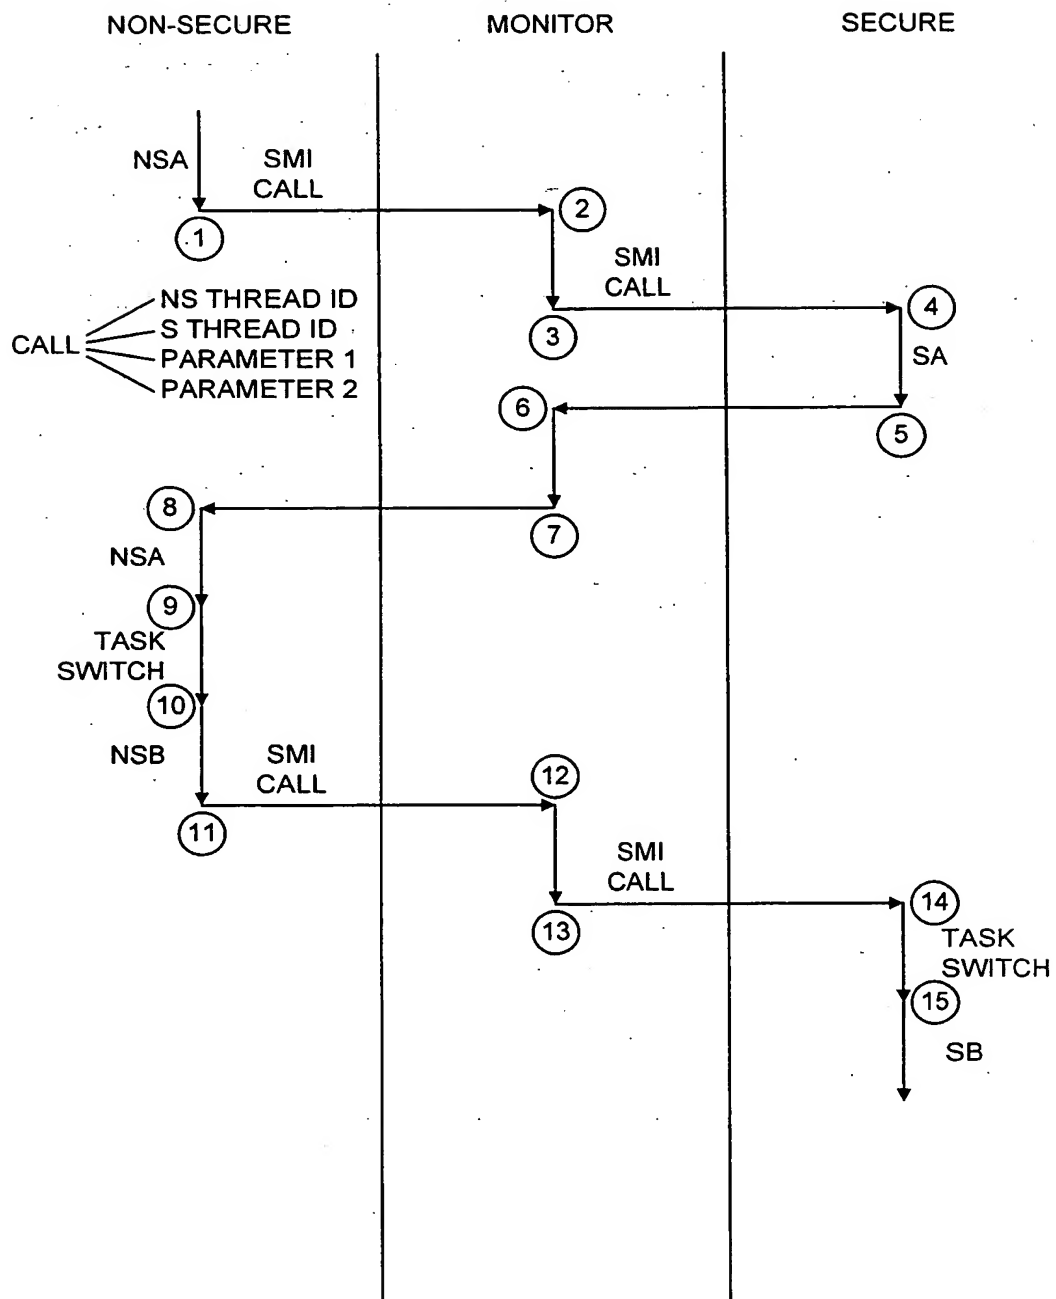 NON-SECURE
MONITOR
SECURE
NSA
SMI
CALL
1
2
SMI
CALL
3
4
CALL
NS THREAD ID
S THREAD ID
PARAMETER 1
PARAMETER 2
SA
6
5
8
7
NSA
9
TASK
SWITCH
10
NSB
SMI
CALL
11
12
SMI
CALL
13
14
TASK
SWITCH
15
SB